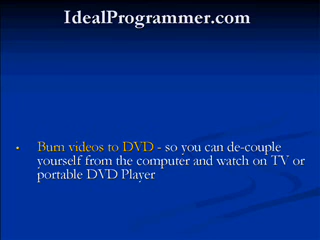 IdealProgrammer.com
• Burn videos to DVD - so you can de-couple
yourself from the computer and watch on TV or
portable DVD Player